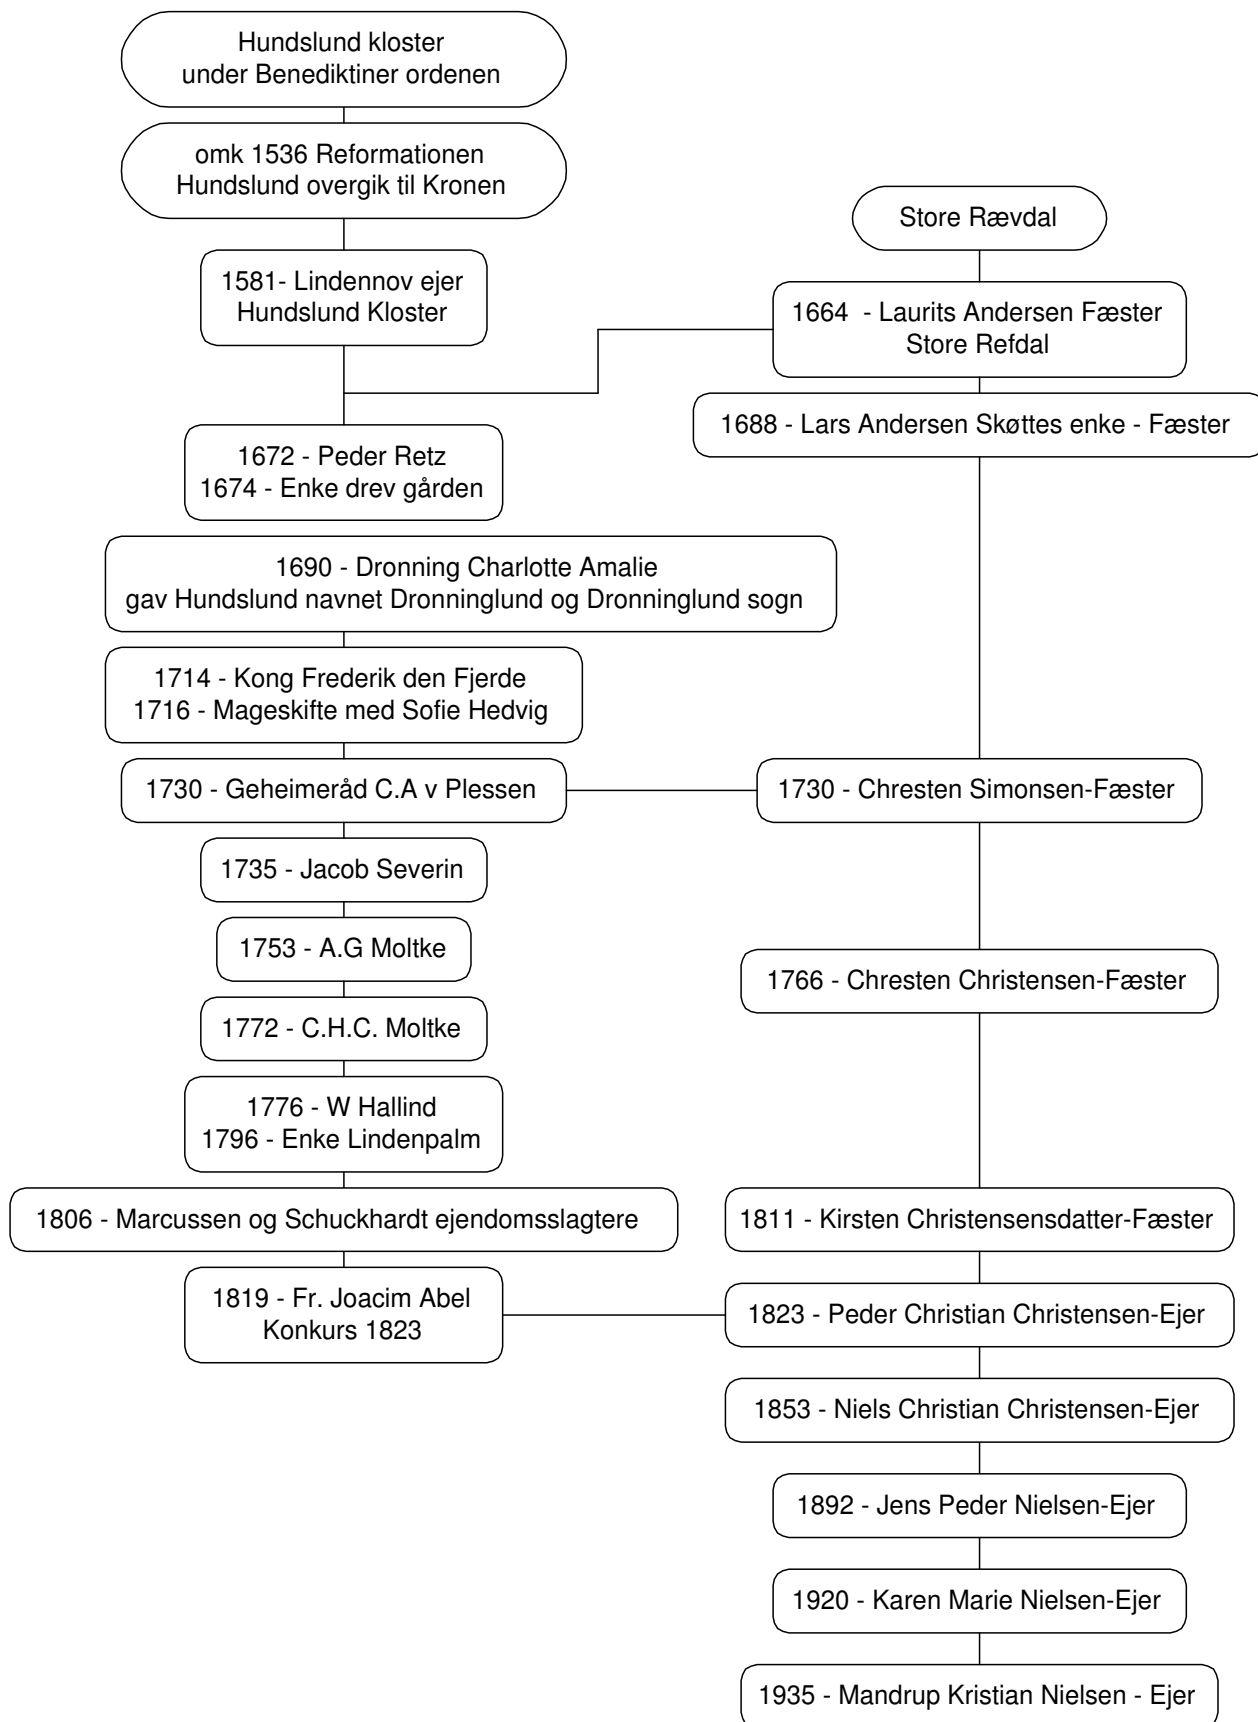 Hundslund kloster
under Benediktiner ordenen
omk 1536 Reformationen
Hundslund overgik til Kronen
1581- Lindennov ejer
Hundslund Kloster
1672 - Peder Retz
1674 - Enke drev gården
1690 - Dronning Charlotte Amalie
gav Hundslund navnet Dronninglund og Dronninglund sogn
1714 - Kong Frederik den Fjerde
1716 - Mageskifte med Sofie Hedvig
1730 - Geheimeråd C.A v Plessen
1735 - Jacob Severin
1753 - A.G Moltke
1772 - C.H.C. Moltke
1776 - W Hallind
1796 - Enke Lindenpalm
1806 - Marcussen og Schuckhardt ejendomsslagtere
1819 - Fr. Joacim Abel
Konkurs 1823
Store Rævdal
1664  - Laurits Andersen Fæster
Store Refdal
1688 - Lars Andersen Skøttes enke - Fæster
1730 - Chresten Simonsen-Fæster
1766 - Chresten Christensen-Fæster
1811 - Kirsten Christensensdatter-Fæster
1823 - Peder Christian Christensen-Ejer
1853 - Niels Christian Christensen-Ejer
1892 - Jens Peder Nielsen-Ejer
1920 - Karen Marie Nielsen-Ejer
1935 - Mandrup Kristian Nielsen - Ejer